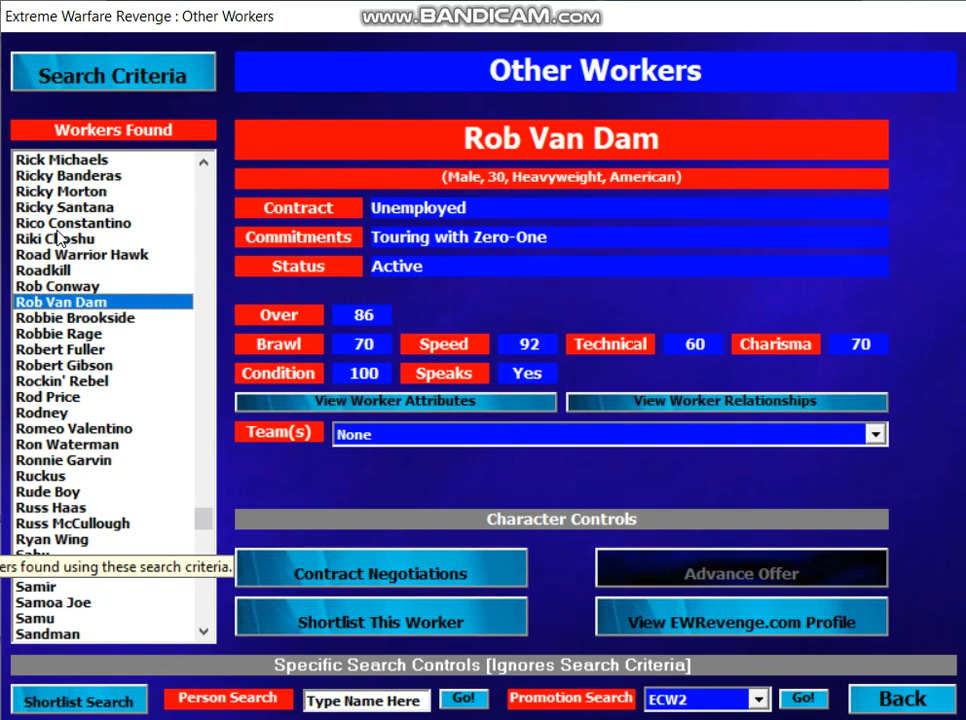 Extreme Warfare Revenge : Other Workers
www.BANDICAM.com
Search Criteria
Other Workers
Workers Found
Rick Michaels
Ricky Banderas
Ricky Morton
Ricky Santana
Rico Constantino
Riki Choshu
Road Warrior Hawk
Roadkill
Rob Conway
Rob Van Dam
Robbie Brookside
Robbie Rage
Robert Fuller
Robert Gibson
Rockin' Rebel
Rod Price
Rodney
Romeo Valentino
Ron Waterman
Ronnie Garvin
Ruckus
Rude Boy
Russ Haas
Russ McCullough
Ryan Wing
Sabu
ers found using these search criteria.
Samir
Samoa Joe
Samu
Sandman
Rob Van Dam
(Male, 30, Heavyweight, American)
Contract Unemployed
Commitments Touring with Zero-One
Status Active
Over 86
Brawl 70 Speed 92 Technical 60 Charisma 70
Condition 100 Speaks Yes
View Worker Attributes View Worker Relationships
Team(s) None
Character Controls
Contract Negotiations Advance Offer
Shortlist This Worker View EWRevenge.com Profile
Specific Search Controls [Ignores Search Criteria]
Shortlist Search Person Search Type Name Here Go! Promotion Search ECW2 Go! Back